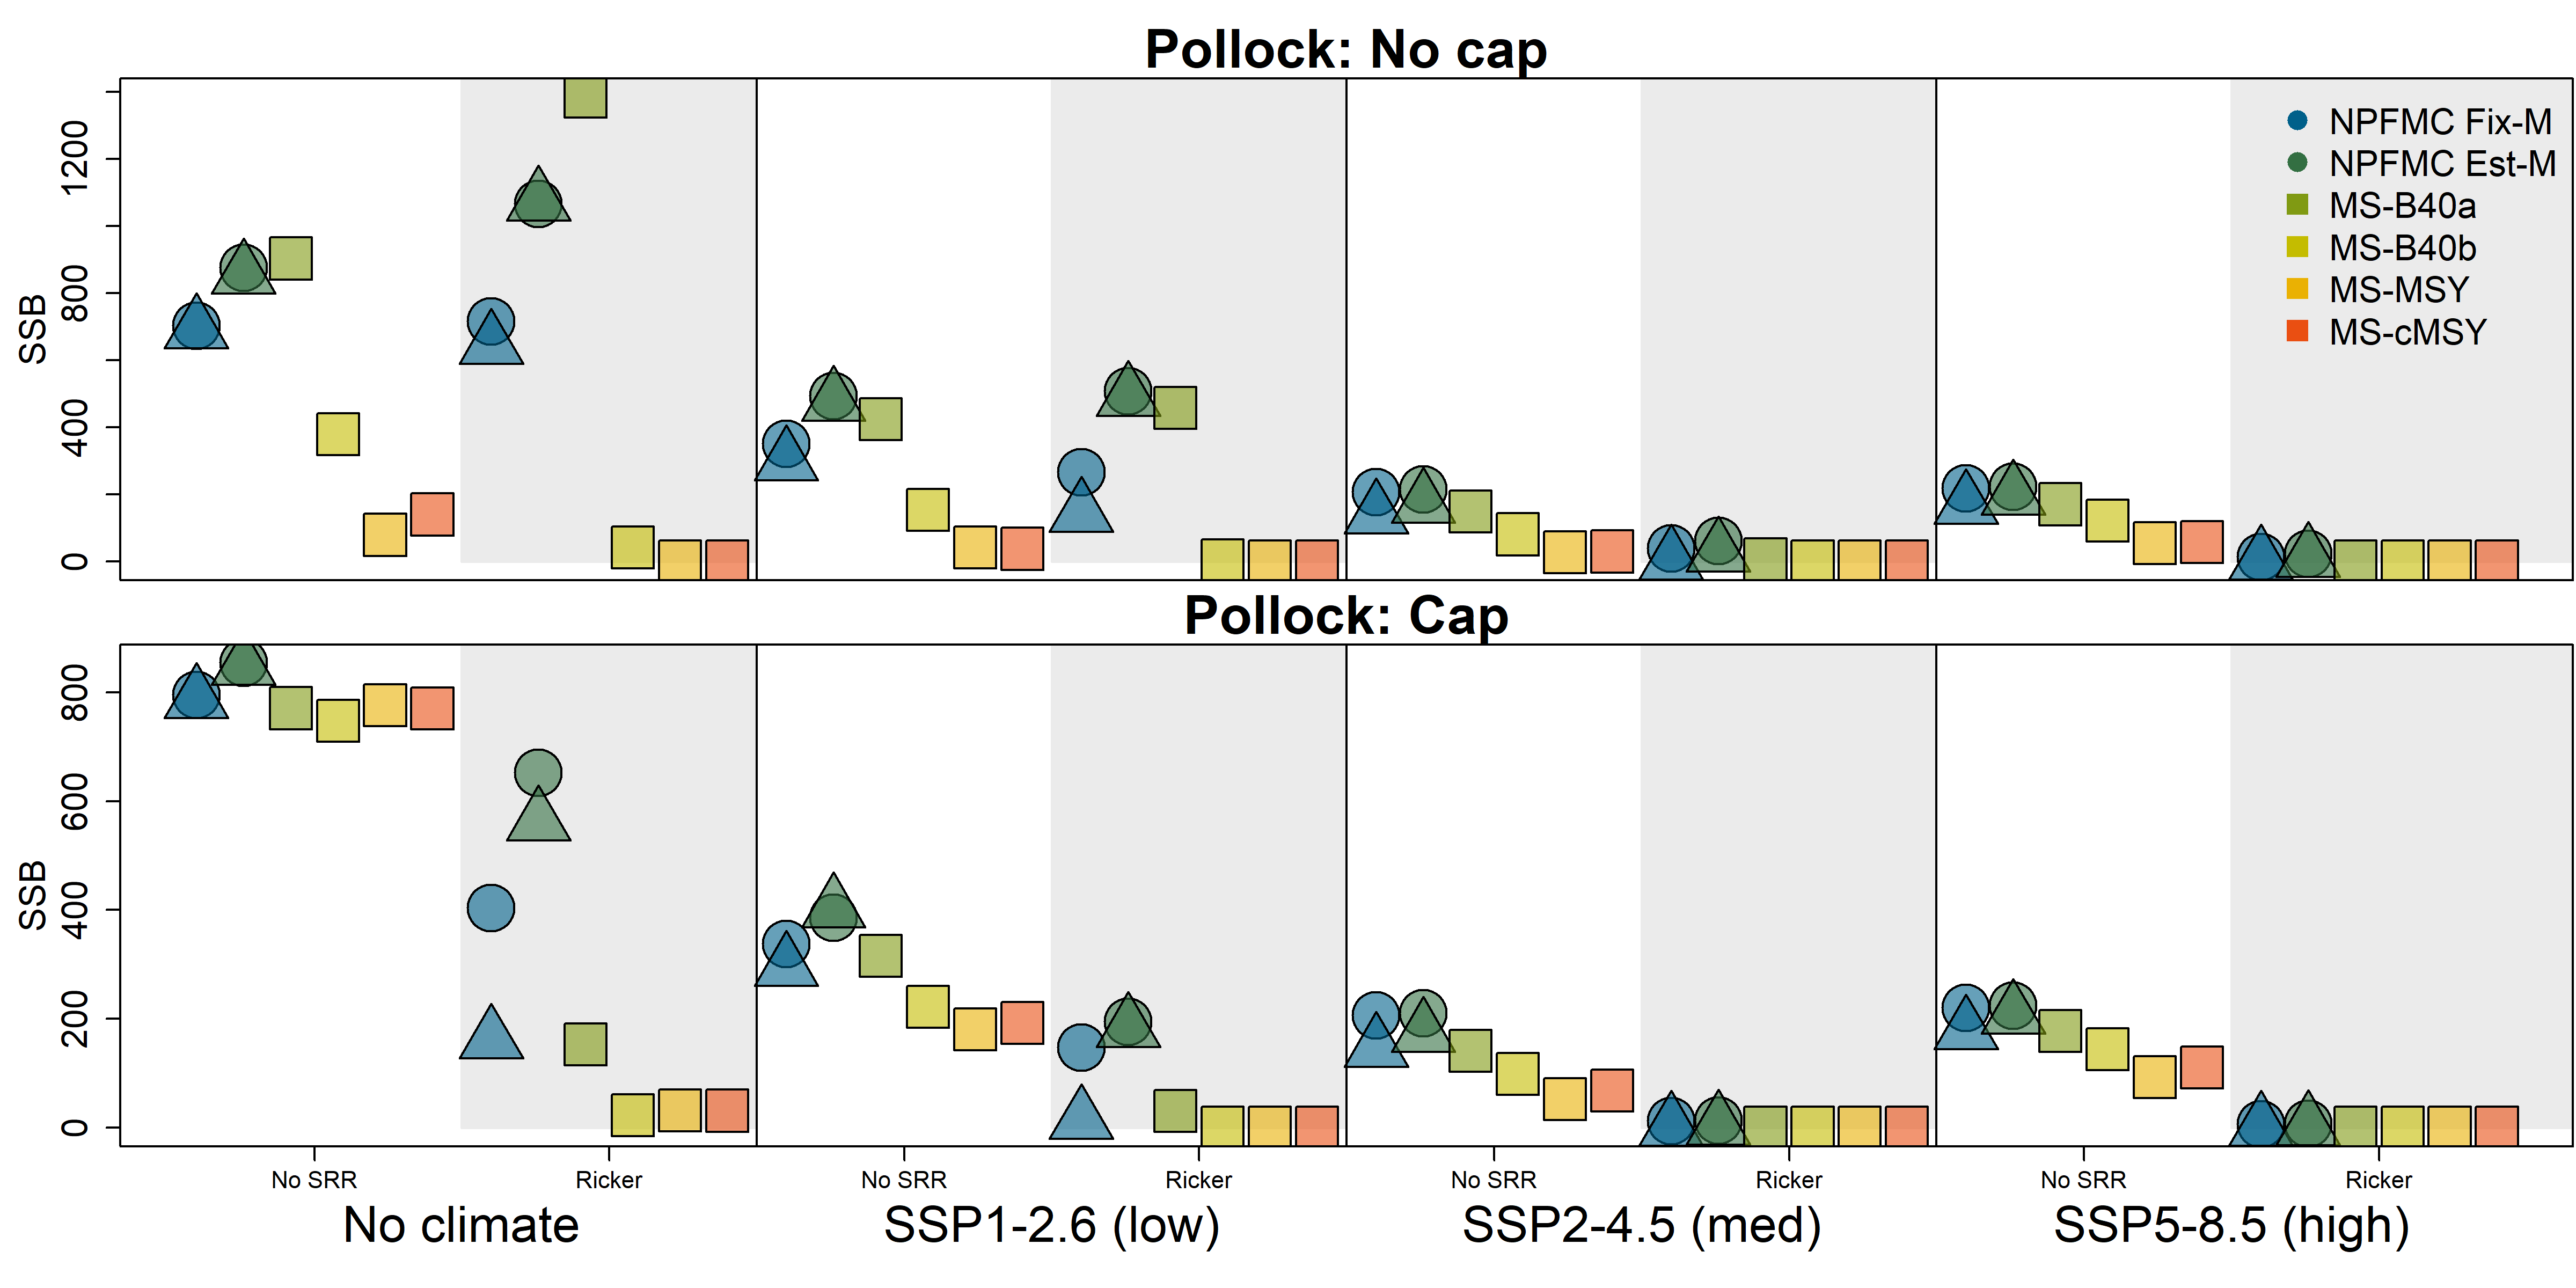 Pollock: No cap
SSB
1200
800
400
0
NPFMC Fix-M
NPFMC Est-M
MS-B40a
MS-B40b
MS-MSY
MS-cMSY
Pollock: Cap
SSB
800
600
400
200
0
No SRR Ricker No SRR Ricker No SRR Ricker No SRR Ricker
No climate SSP1-2.6 (low) SSP2-4.5 (med) SSP5-8.5 (high)